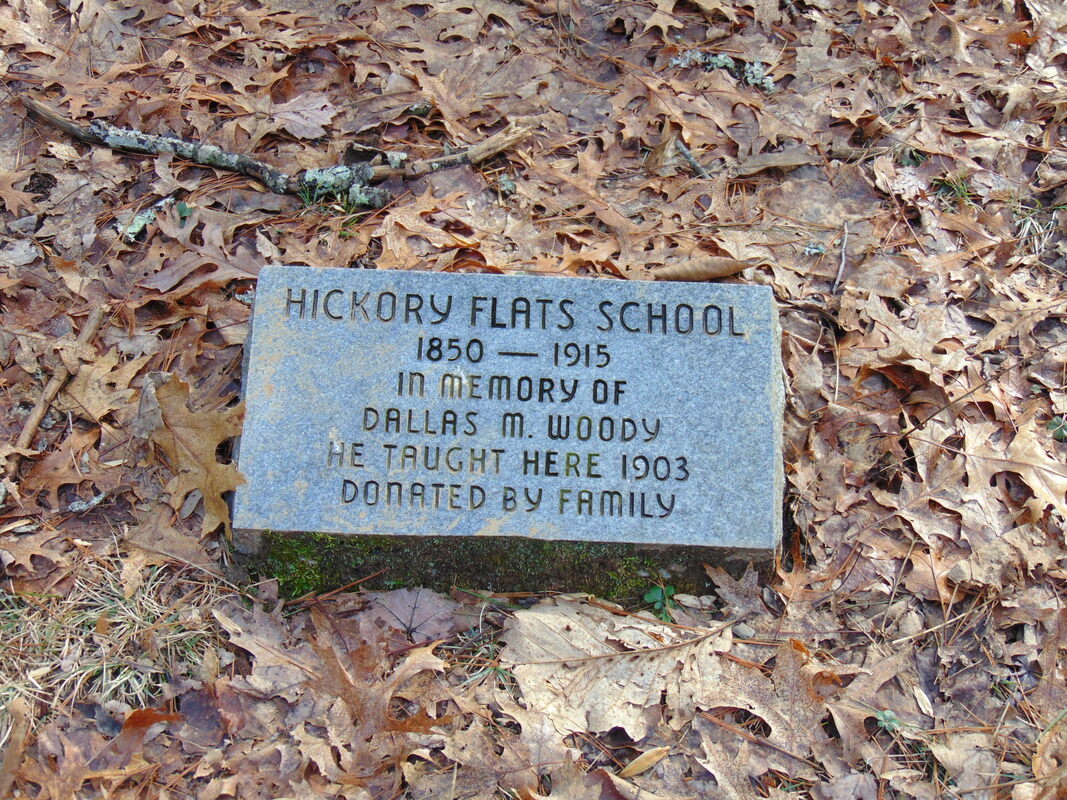 HICKORY FLATS SCHOOL
1850 — 1915
IN MEMORY OF
DALLAS M. WOODY
HE TAUGHT HERE 1903
DONATED BY FAMILY